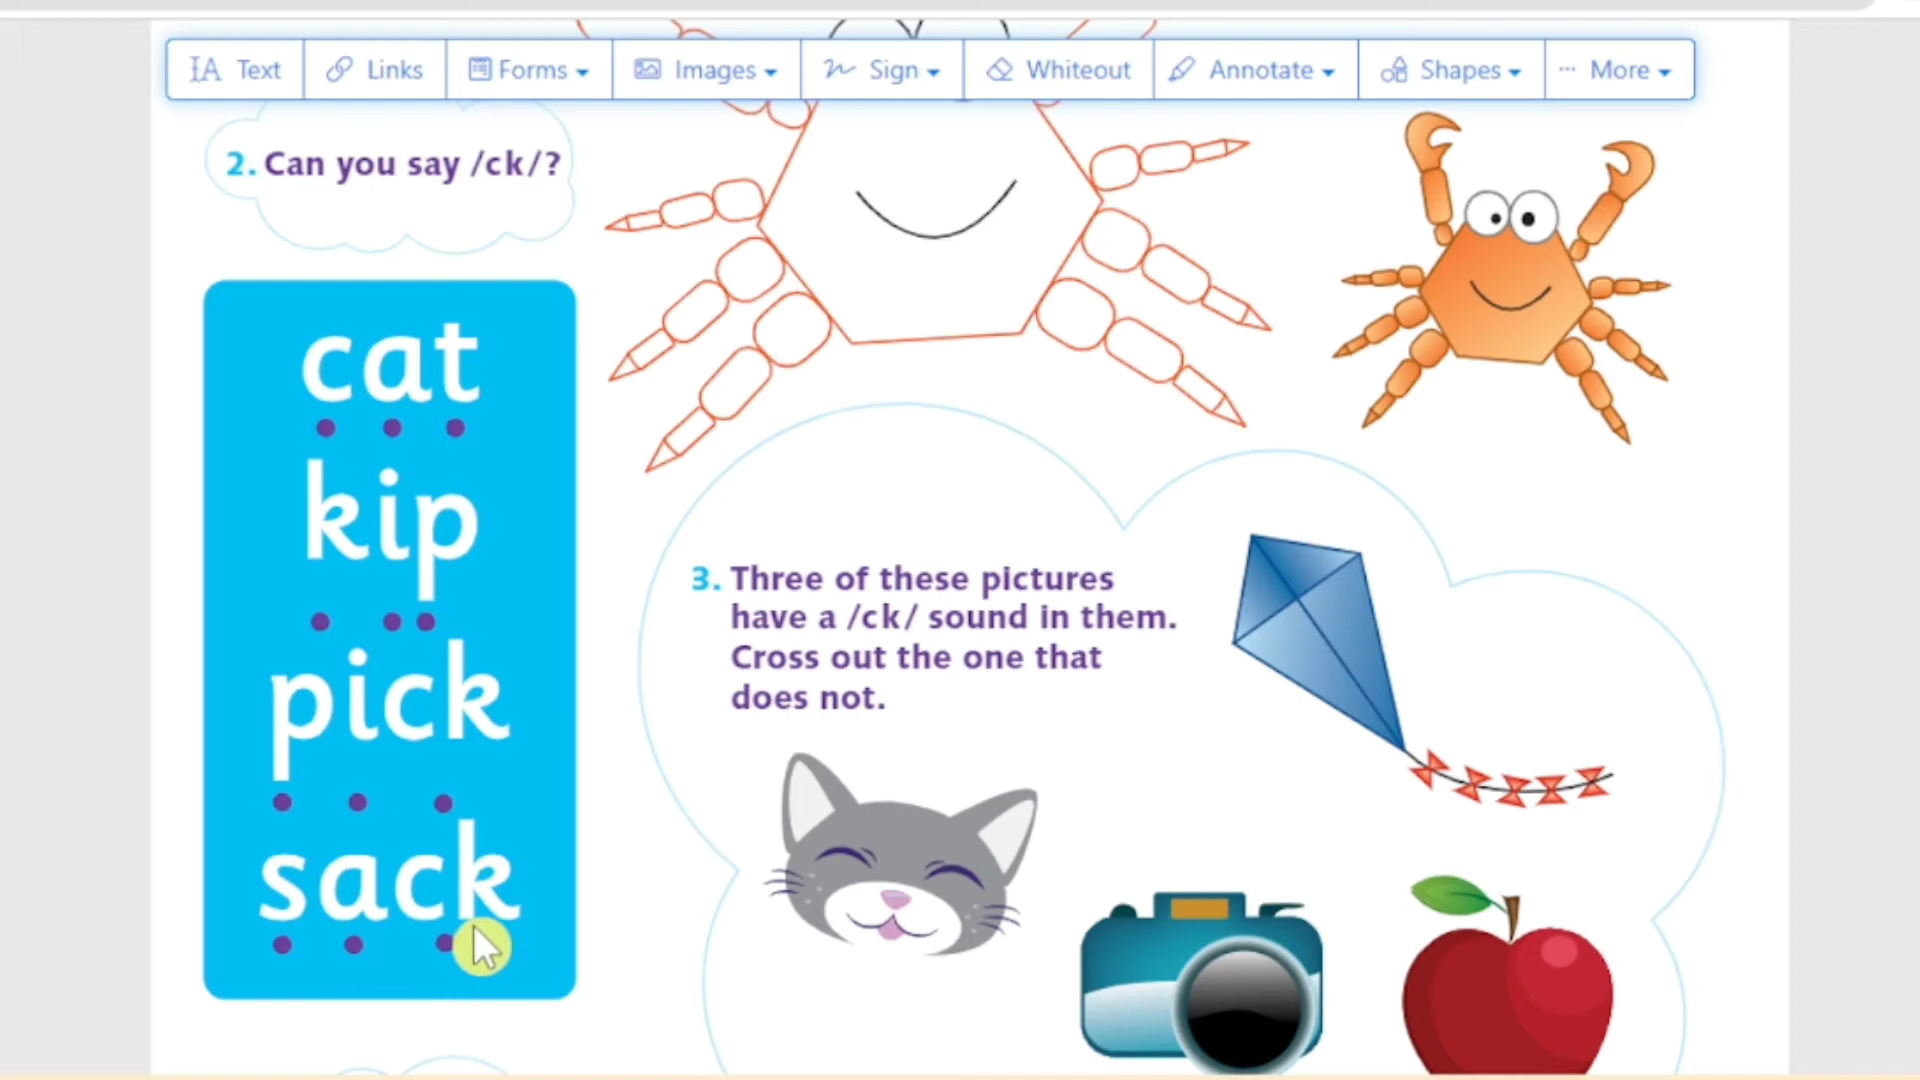 Text Links Forms Images Sign Whiteout Annotate Shapes More
2. Can you say /ck/?
cat
kip
pick
sack
3. Three of these pictures
have a /ck/ sound in them.
Cross out the one that
does not.